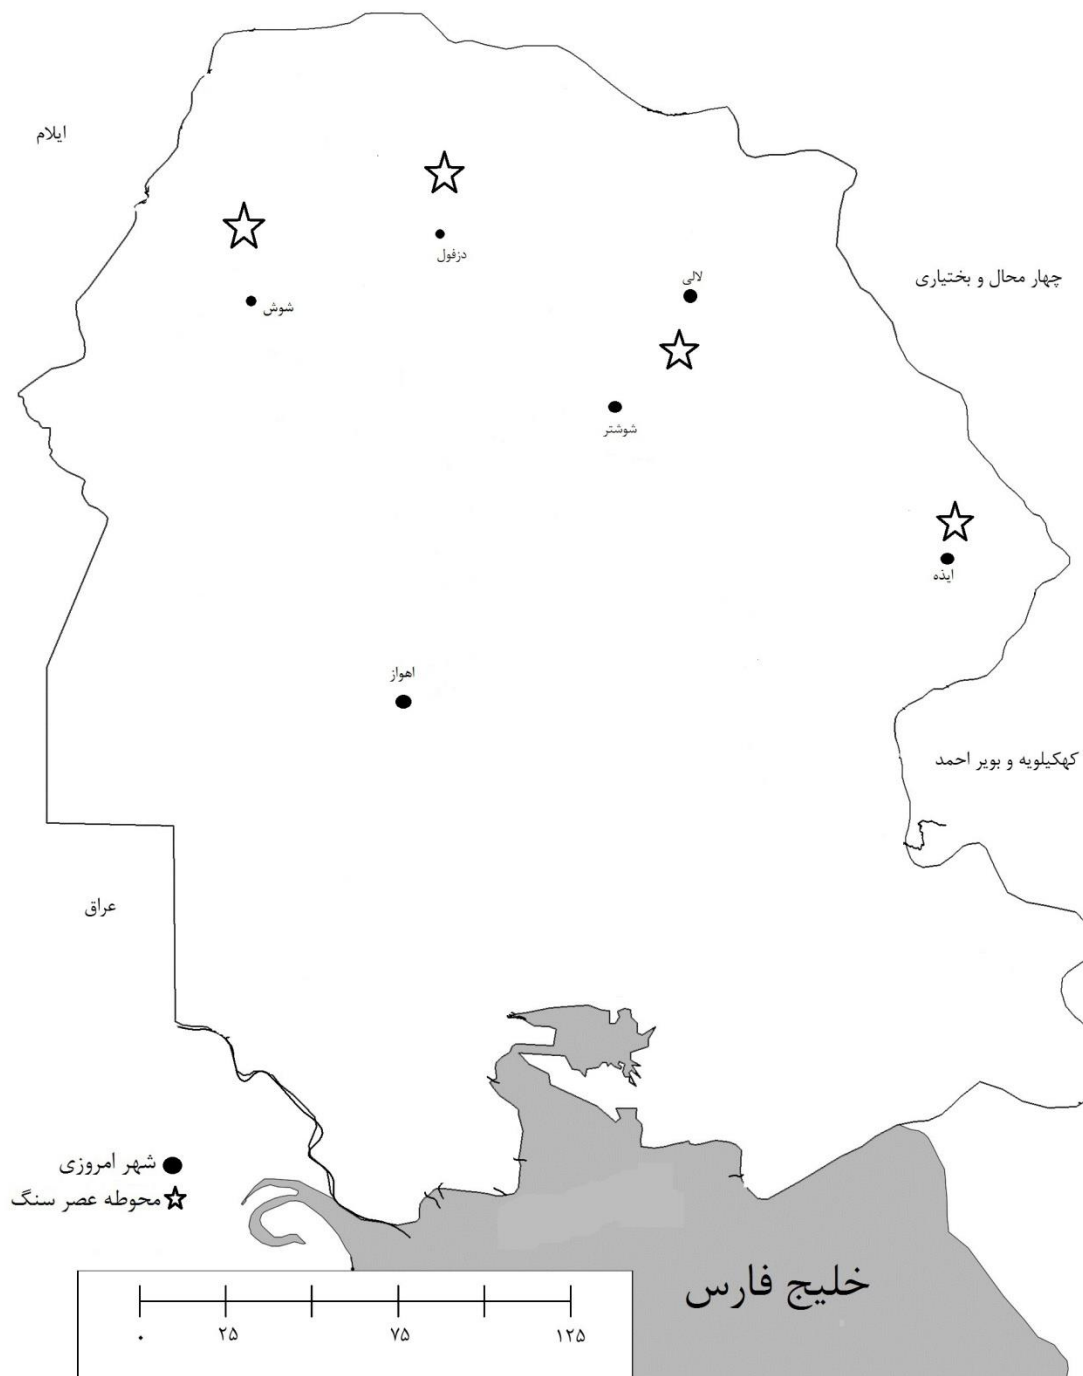 ایلام
دزفول
لالی
چهار محال و بختیاری
شوش
شوشتر
ایذه
اهواز
کهکیلویه و بویر احمد
عراق
شهر امروزی
محوطه عصر سنگ
خلیج فارس
۰ ۲۵ ۷۵ ۱۲۵